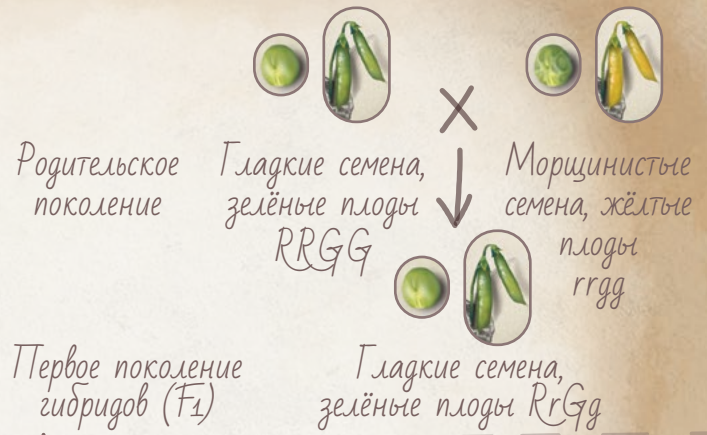 Родительское
поколение
Гладкие семена,
зелёные плоды
RRGG
Морщинистые
семена, жёлтые
плоды
rrgg
Первое поколение
гибридов (F1)
Гладкие семена,
зелёные плоды RrGg